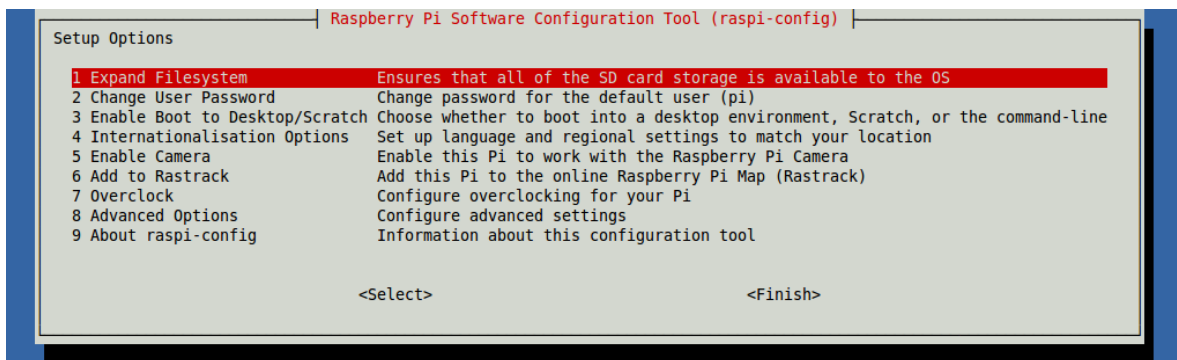 Raspberry Pi Software Configuration Tool (raspi-config)
Setup Options
1 Expand Filesystem Ensures that all of the SD card storage is available to the OS
2 Change User Password Change password for the default user (pi)
3 Enable Boot to Desktop/Scratch Choose whether to boot into a desktop environment, Scratch, or the command-line
4 Internationalisation Options Set up language and regional settings to match your location
5 Enable Camera Enable this Pi to work with the Raspberry Pi Camera
6 Add to Rastrack Add this Pi to the online Raspberry Pi Map (Rastrack)
7 Overclock Configure overclocking for your Pi
8 Advanced Options Configure advanced settings
9 About raspi-config Information about this configuration tool
<Select> <Finish>